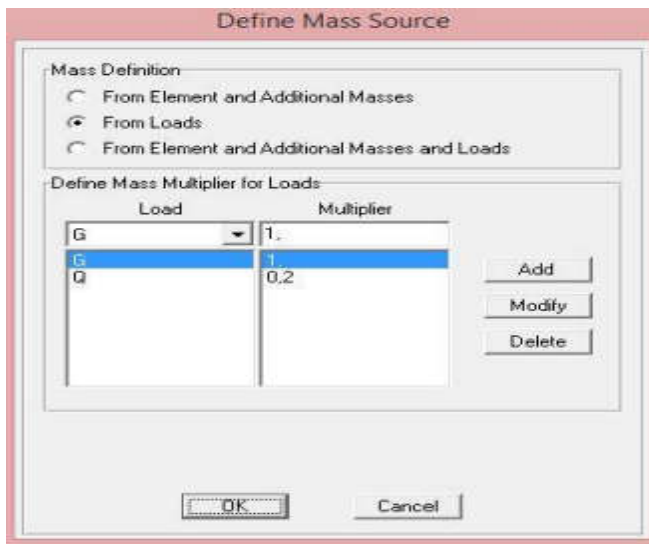 Define Mass Source
Mass Definition
From Element and Additional Masses
From Loads
From Element and Additional Masses and Loads
Define Mass Multiplier for Loads
Load Multiplier
G 1,
G 1,
Q 0,2
Add
Modify
Delete
OK Cancel